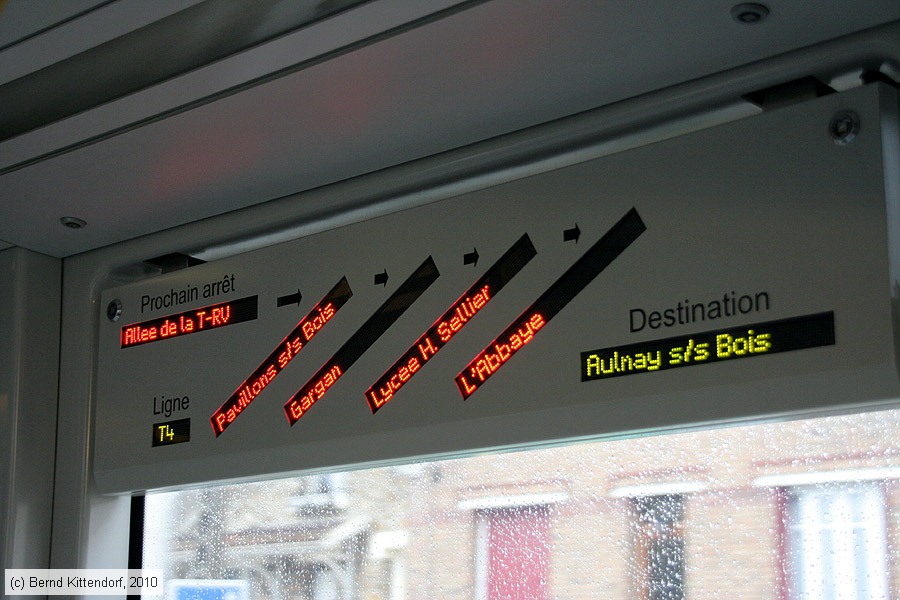 Prochain arrêt
Allee de la T-RV
Pavillons s/s Bois
Gargan
Lycee H. Sellier
L'Abbaye
Destination
Aulnay s/s Bois
Ligne
T4
(c) Bernd Kittendorf, 2010